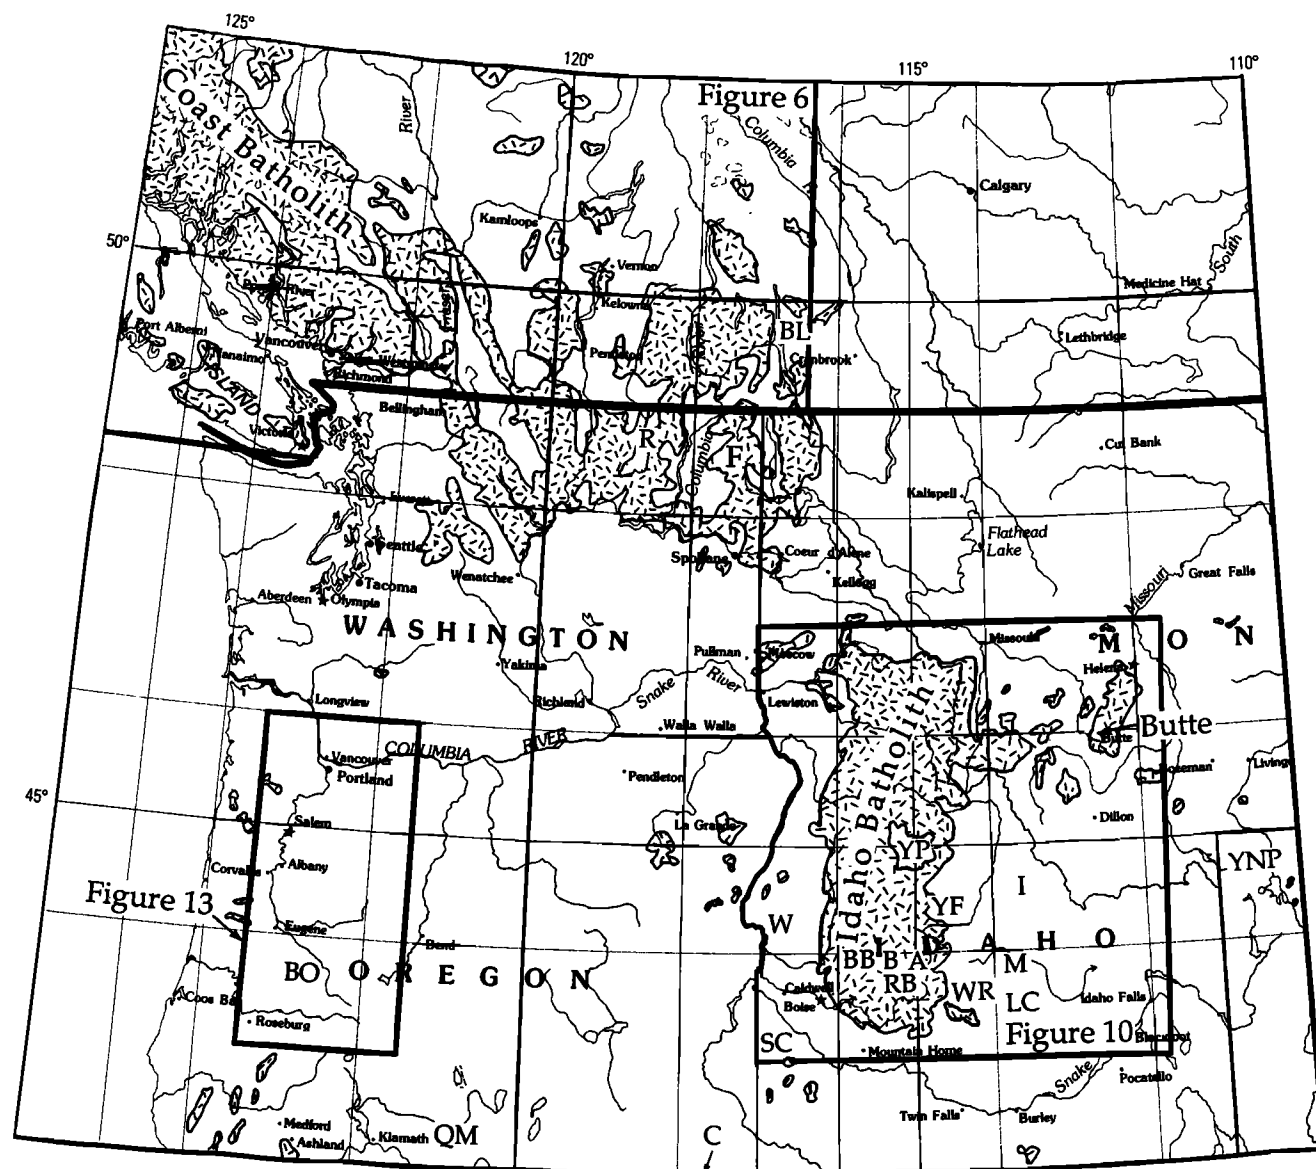 125°
120°
115°
110°
Figure 6
Coast Batholith
River
Columbia
Calgary
Kamloops
50°
South
Vernon
Medicine Hat
Kelowna
BL
Port Alberni
Lethbridge
Vancouver
Nanaimo
Cranbrook
Richmond
ISLAND
Bellingham
Victoria
R
Columbia
F
Cut Bank
Kalispell
Everett
Flathead
Lake
Seattle
Spokane
Coeur d'Alene
Wenatchee
Kellogg
Great Falls
Tacoma
Missouri
Aberdeen
Olympia
WASHINGTON
Missoula
M O N
Pullman
Moscow
Yakima
Helena
Snake River
Richland
Lewiston
Longview
Idaho Batholith
Walla Walla
Butte
Butte
COLUMBIA RIVER
Vancouver
Portland
Pendleton
Bozeman
Living
45°
Salem
La Grande
Dillon
Albany
YP
YNP
Corvallis
I
Figure 13
YF
Eugene
W
Bend
IDAHO
BB B A
M
BO
OREGON
RB
WR
LC
Coos Ba
Caldwell
Boise
Idaho Falls
Roseburg
Figure 10
Blackfoot
SC
Mountain Home
Snake
Pocatello
Twin Falls
Burley
Medford
Ashland
Klamath
QM
C